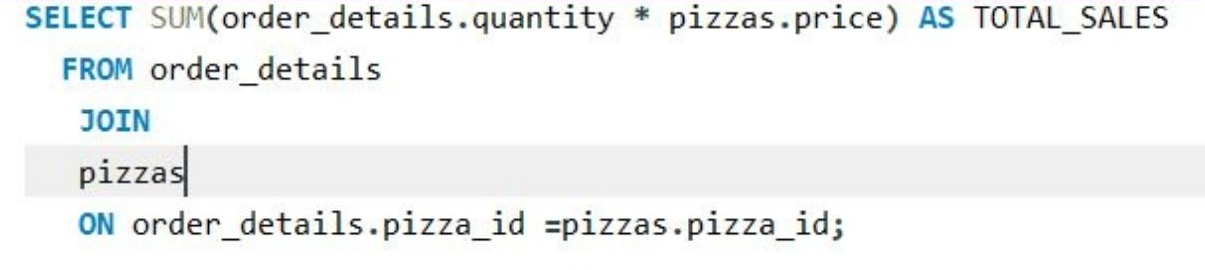 SELECT SUM(order_details.quantity * pizzas.price) AS TOTAL_SALES
FROM order_details
JOIN
pizzas
ON order_details.pizza_id =pizzas.pizza_id;